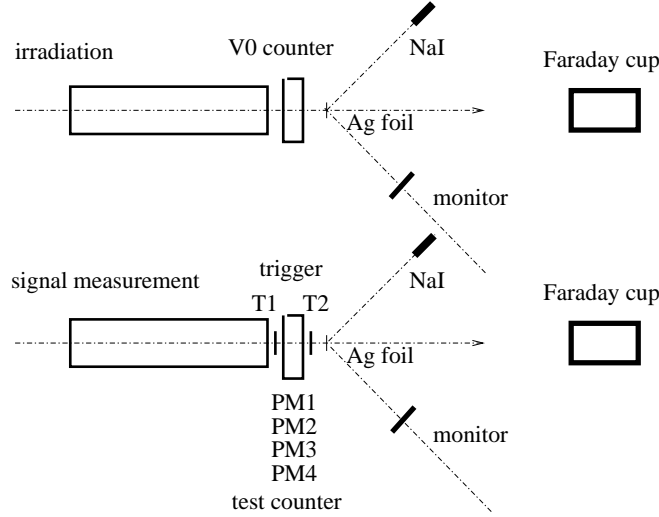 irradiation
V0 counter
NaI
Faraday cup
Ag foil
monitor
signal measurement
trigger
T1 T2
NaI
Faraday cup
Ag foil
PM1
PM2
PM3
PM4
monitor
test counter